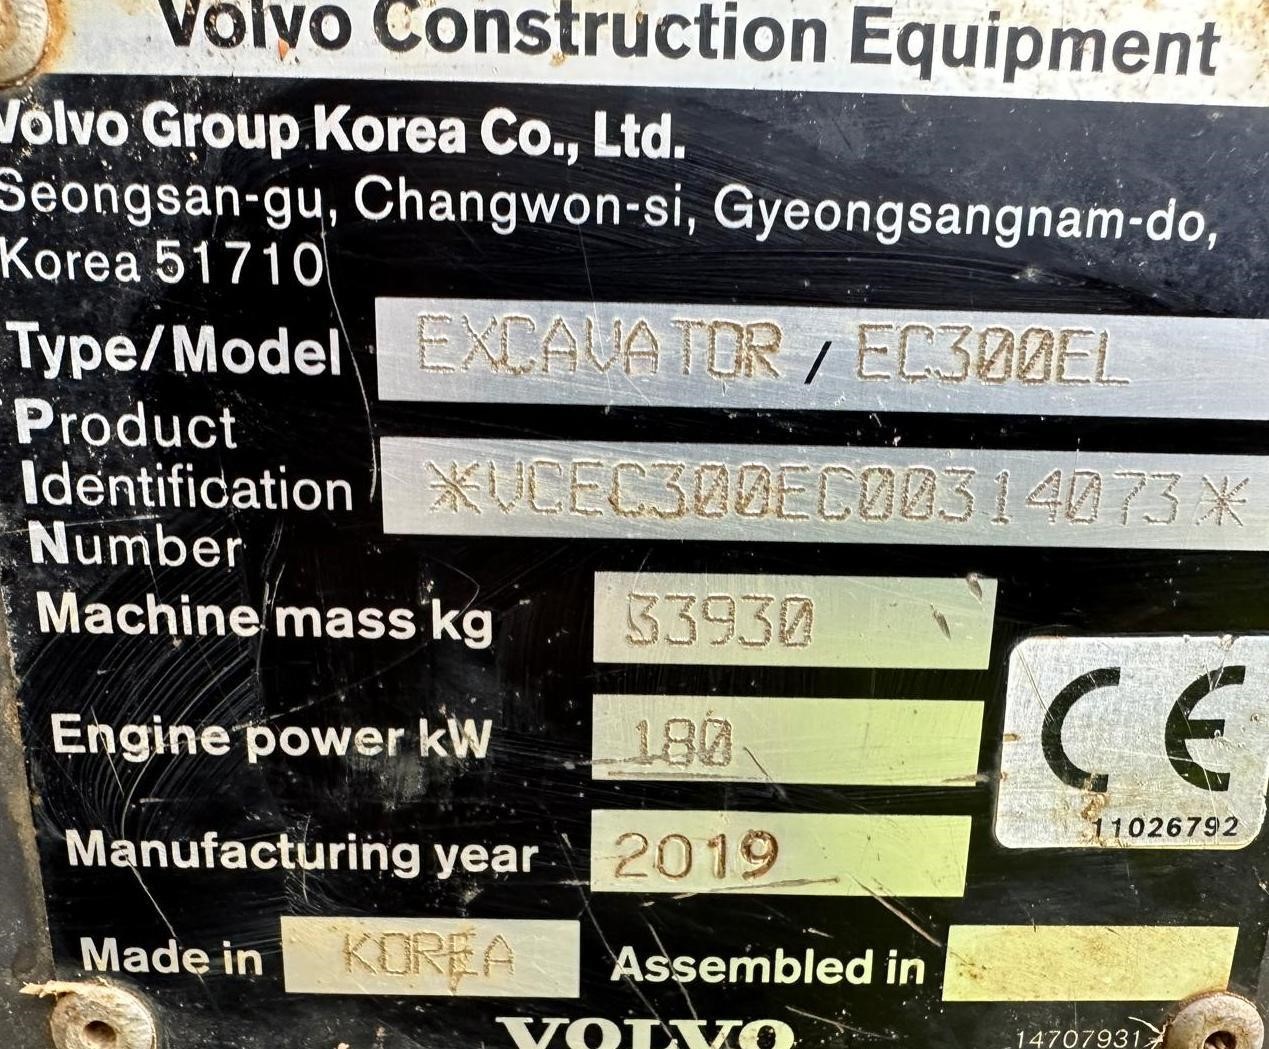 Volvo Construction Equipment
Volvo Group Korea Co., Ltd.
Seongsan-gu, Changwon-si, Gyeongsangnam-do,
Korea 51710
Type/Model EXCAVATOR / EC300EL
Product
Identification *VCEC300EC00314073*
Number
Machine mass kg 33930
Engine power kW 180
CE
11026792
Manufacturing year 2019
Made in KOREA Assembled in
VOLVO
14707931